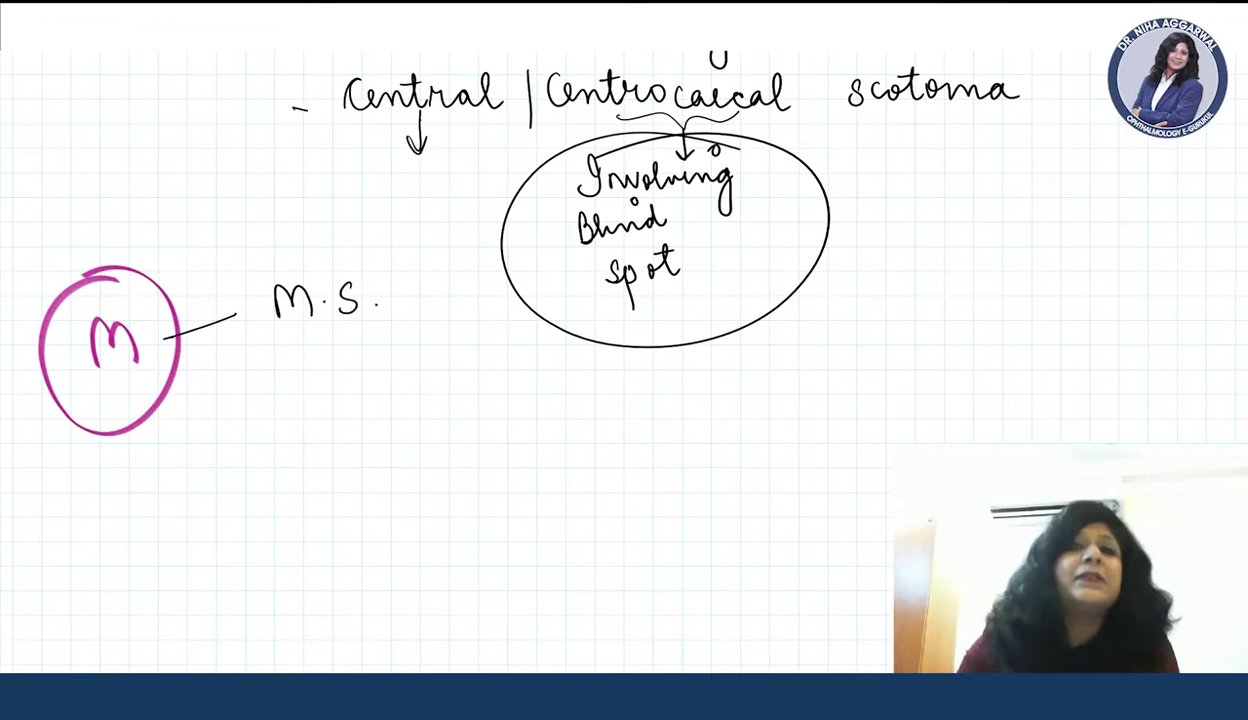 - Central | Centrocaecal scotoma
Involving
Blind
spot
M - M.S.
DR. NIHA AGGARWAL
OPHTHALMOLOGY E-GURUKUL